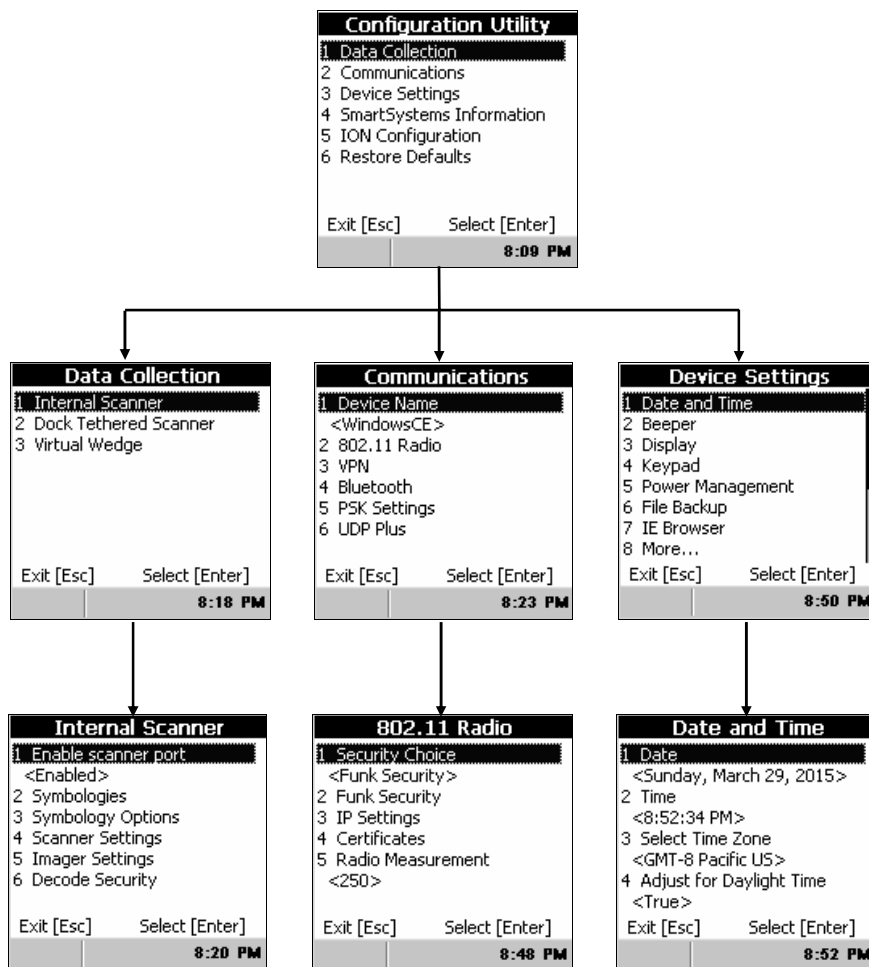 Configuration Utility
1 Data Collection
2 Communications
3 Device Settings
4 SmartSystems Information
5 ION Configuration
6 Restore Defaults
Exit [Esc] Select [Enter]
8:09 PM
Data Collection
1 Internal Scanner
2 Dock Tethered Scanner
3 Virtual Wedge
Exit [Esc] Select [Enter]
8:18 PM
Communications
1 Device Name
<WindowsCE>
2 802.11 Radio
3 VPN
4 Bluetooth
5 PSK Settings
6 UDP Plus
Exit [Esc] Select [Enter]
8:23 PM
Device Settings
1 Date and Time
2 Beeper
3 Display
4 Keypad
5 Power Management
6 File Backup
7 IE Browser
8 More...
Exit [Esc] Select [Enter]
8:50 PM
Internal Scanner
1 Enable scanner port
<Enabled>
2 Symbologies
3 Symbology Options
4 Scanner Settings
5 Imager Settings
6 Decode Security
Exit [Esc] Select [Enter]
8:20 PM
802.11 Radio
1 Security Choice
<Funk Security>
2 Funk Security
3 IP Settings
4 Certificates
5 Radio Measurement
<250>
Exit [Esc] Select [Enter]
8:48 PM
Date and Time
1 Date
<Sunday, March 29, 2015>
2 Time
<8:52:34 PM>
3 Select Time Zone
<GMT-8 Pacific US>
4 Adjust for Daylight Time
<True>
Exit [Esc] Select [Enter]
8:52 PM